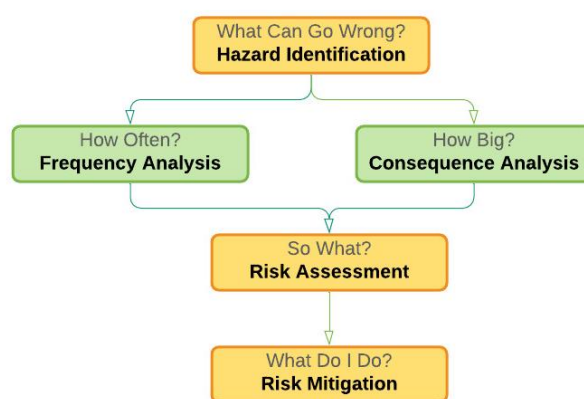 What Can Go Wrong?
Hazard Identification
How Often?
Frequency Analysis
How Big?
Consequence Analysis
So What?
Risk Assessment
What Do I Do?
Risk Mitigation